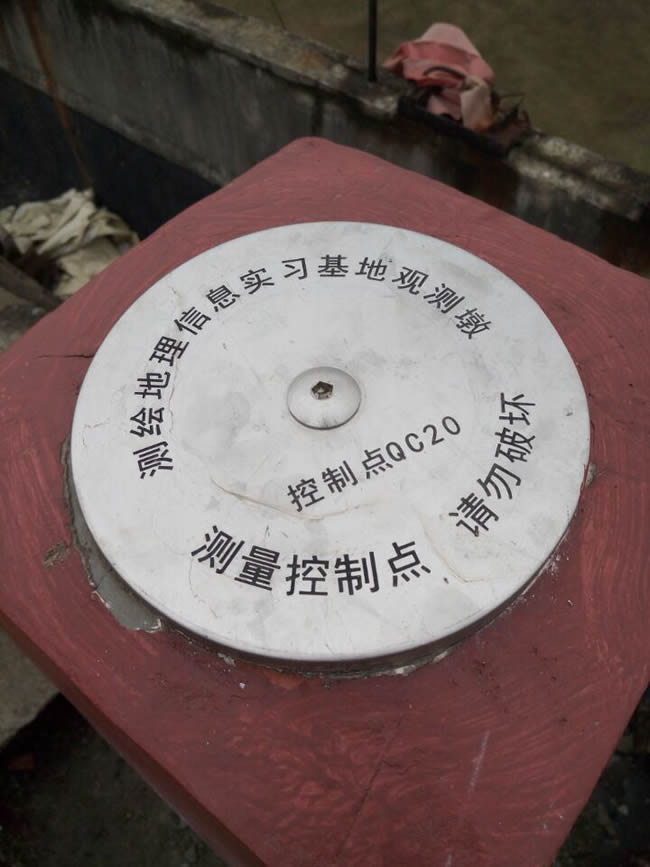 测绘地理信息实习基地观测墩
控制点QC20
测量控制点
请勿破坏